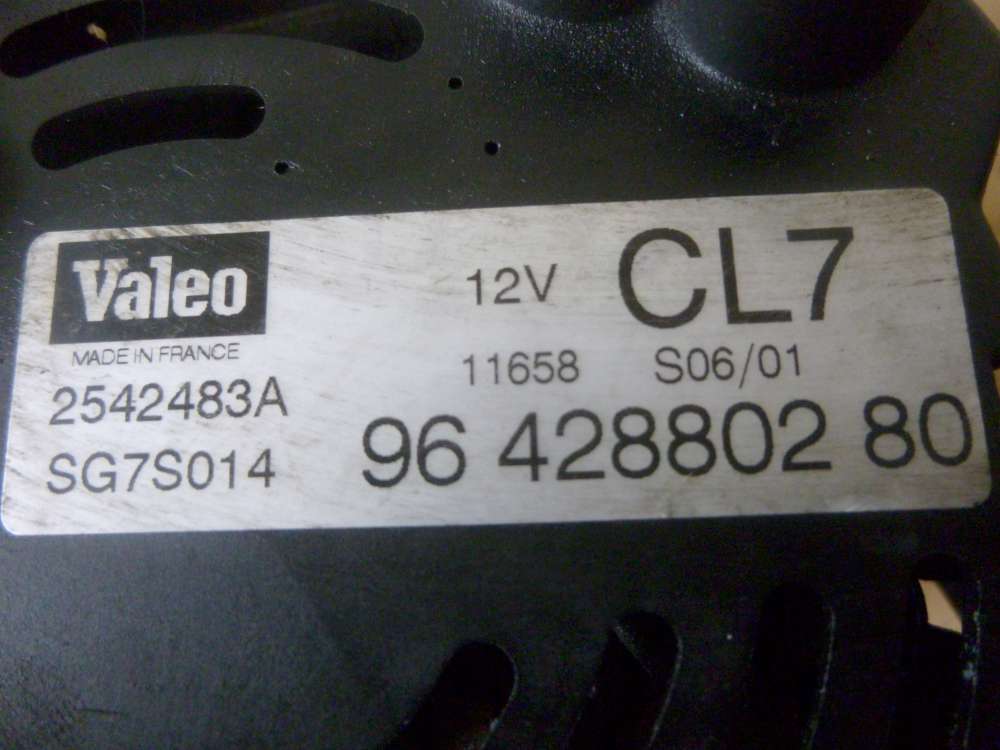 Valeo
MADE IN FRANCE
2542483A
SG7S014
12V CL7
11658 S06/01
96 428802 80